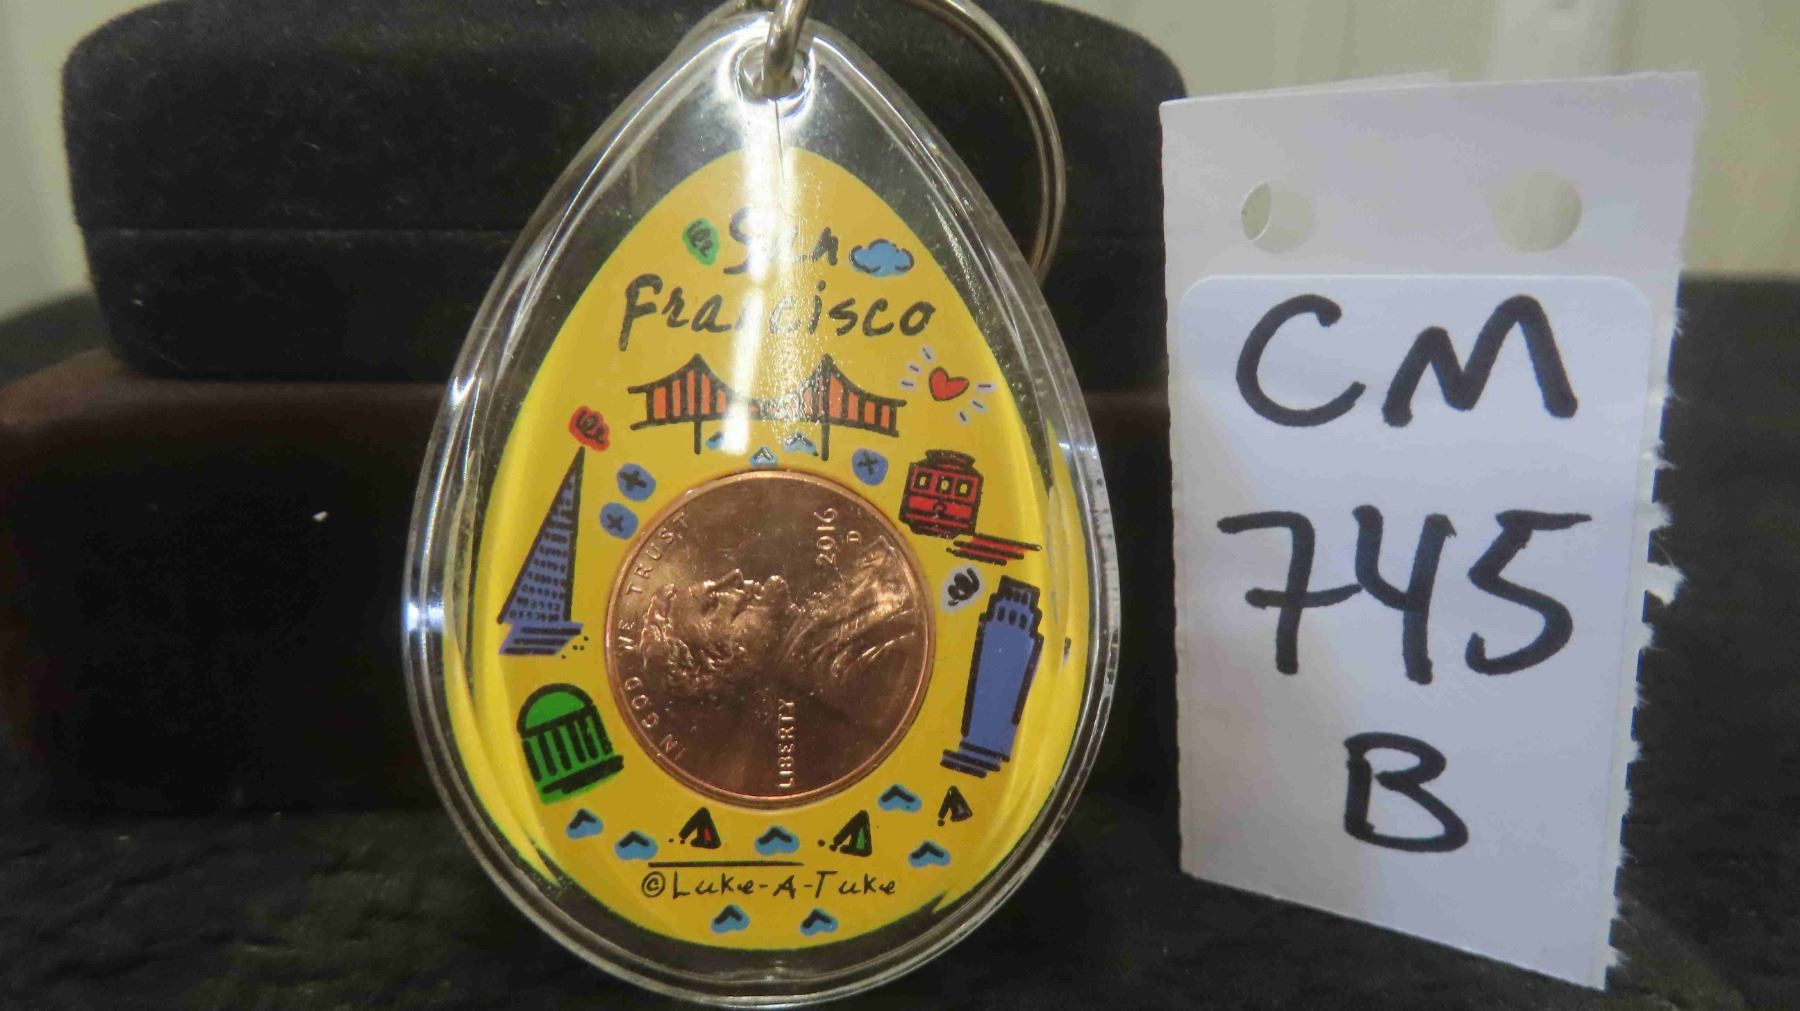 San
Francisco
IN GOD WE TRUST
2016
D
LIBERTY
©Luke-A-Tuke
CM
745
B